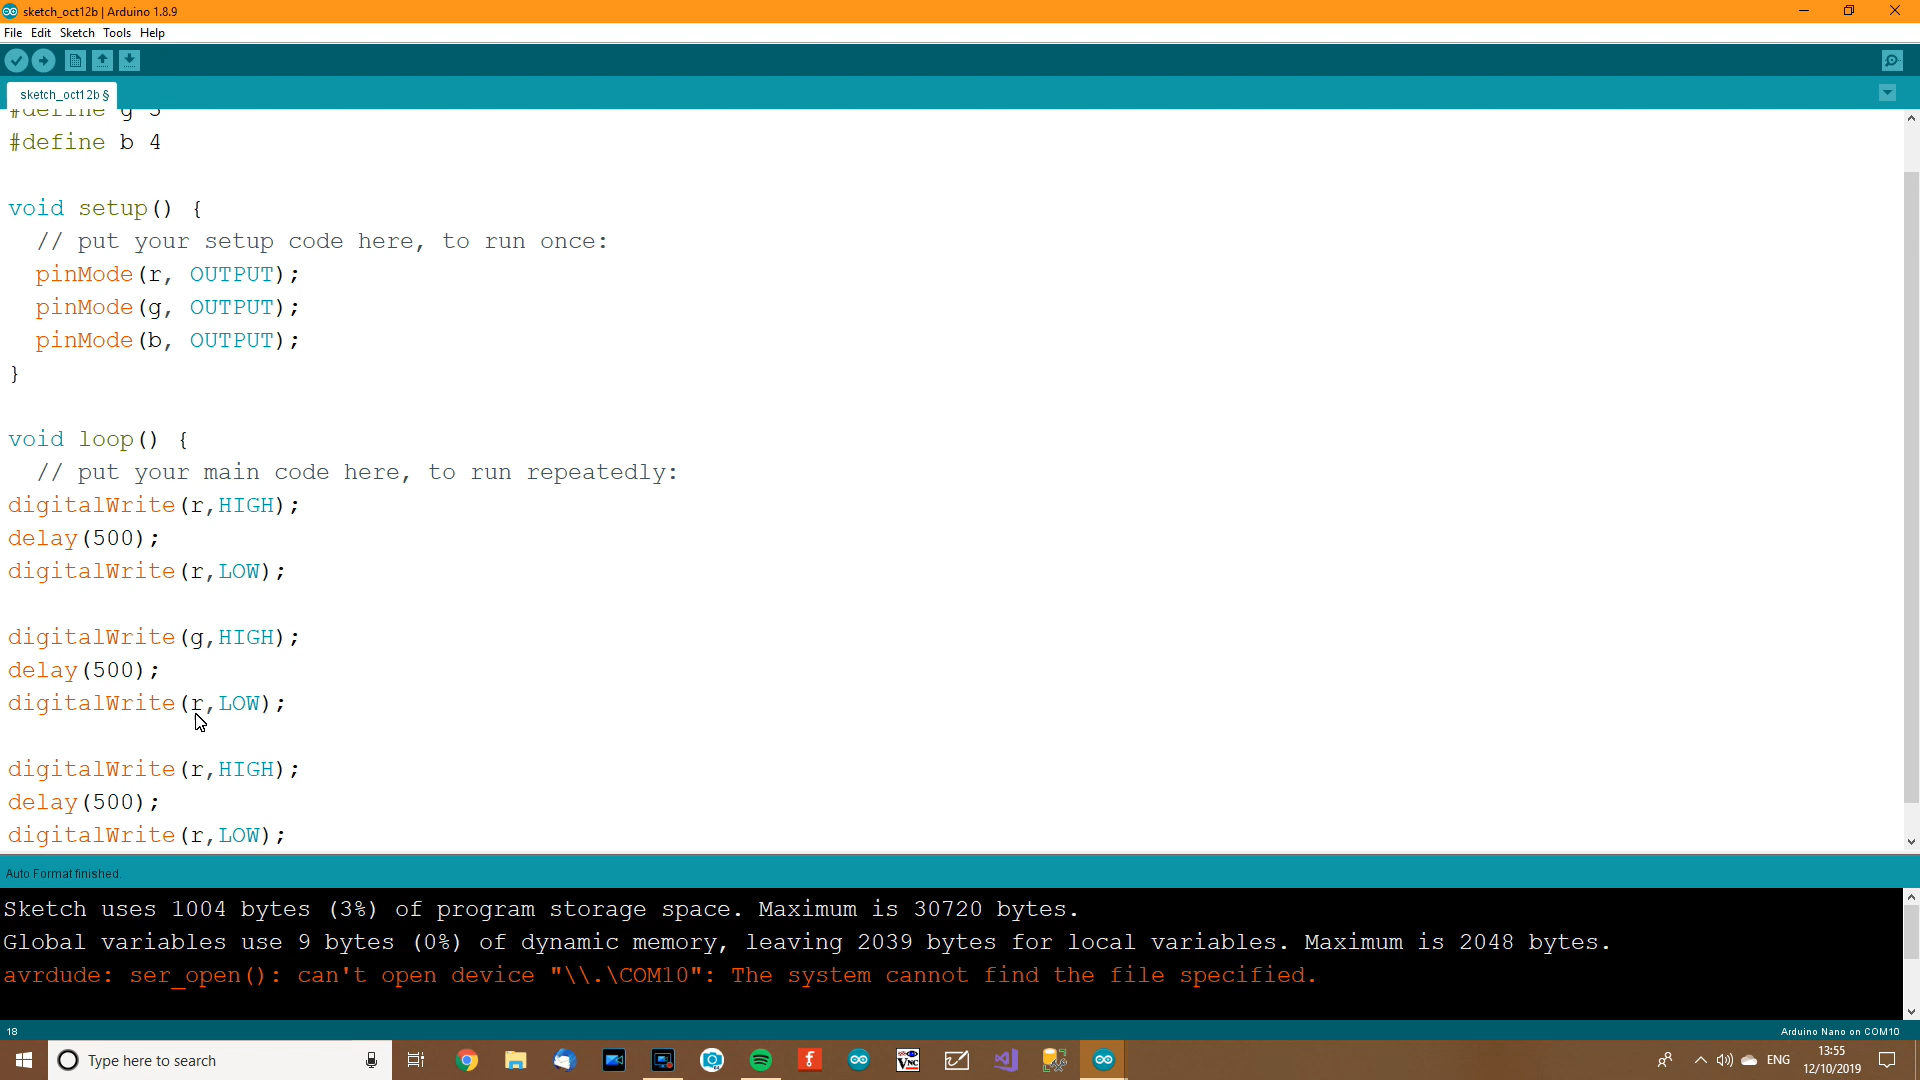 sketch_oct12b | Arduino 1.8.9
File Edit Sketch Tools Help
sketch_oct12b §
#define g 3
#define b 4
void setup() {
// put your setup code here, to run once:
pinMode(r, OUTPUT);
pinMode(g, OUTPUT);
pinMode(b, OUTPUT);
}
void loop() {
// put your main code here, to run repeatedly:
digitalWrite(r,HIGH);
delay(500);
digitalWrite(r,LOW);
digitalWrite(g,HIGH);
delay(500);
digitalWrite(r,LOW);
digitalWrite(r,HIGH);
delay(500);
digitalWrite(r,LOW);
Auto Format finished.
Sketch uses 1004 bytes (3%) of program storage space. Maximum is 30720 bytes.
Global variables use 9 bytes (0%) of dynamic memory, leaving 2039 bytes for local variables. Maximum is 2048 bytes.
avrdude: ser_open(): can't open device "\\.\COM10": The system cannot find the file specified.
18
Arduino Nano on COM10
Type here to search
ENG
13:55
12/10/2019